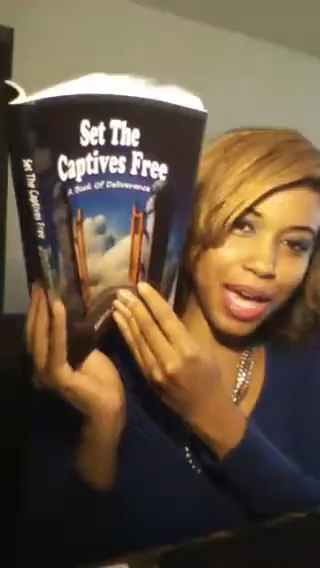 Set The
Captives Free
A Book Of Deliverance
Set The Captives Free